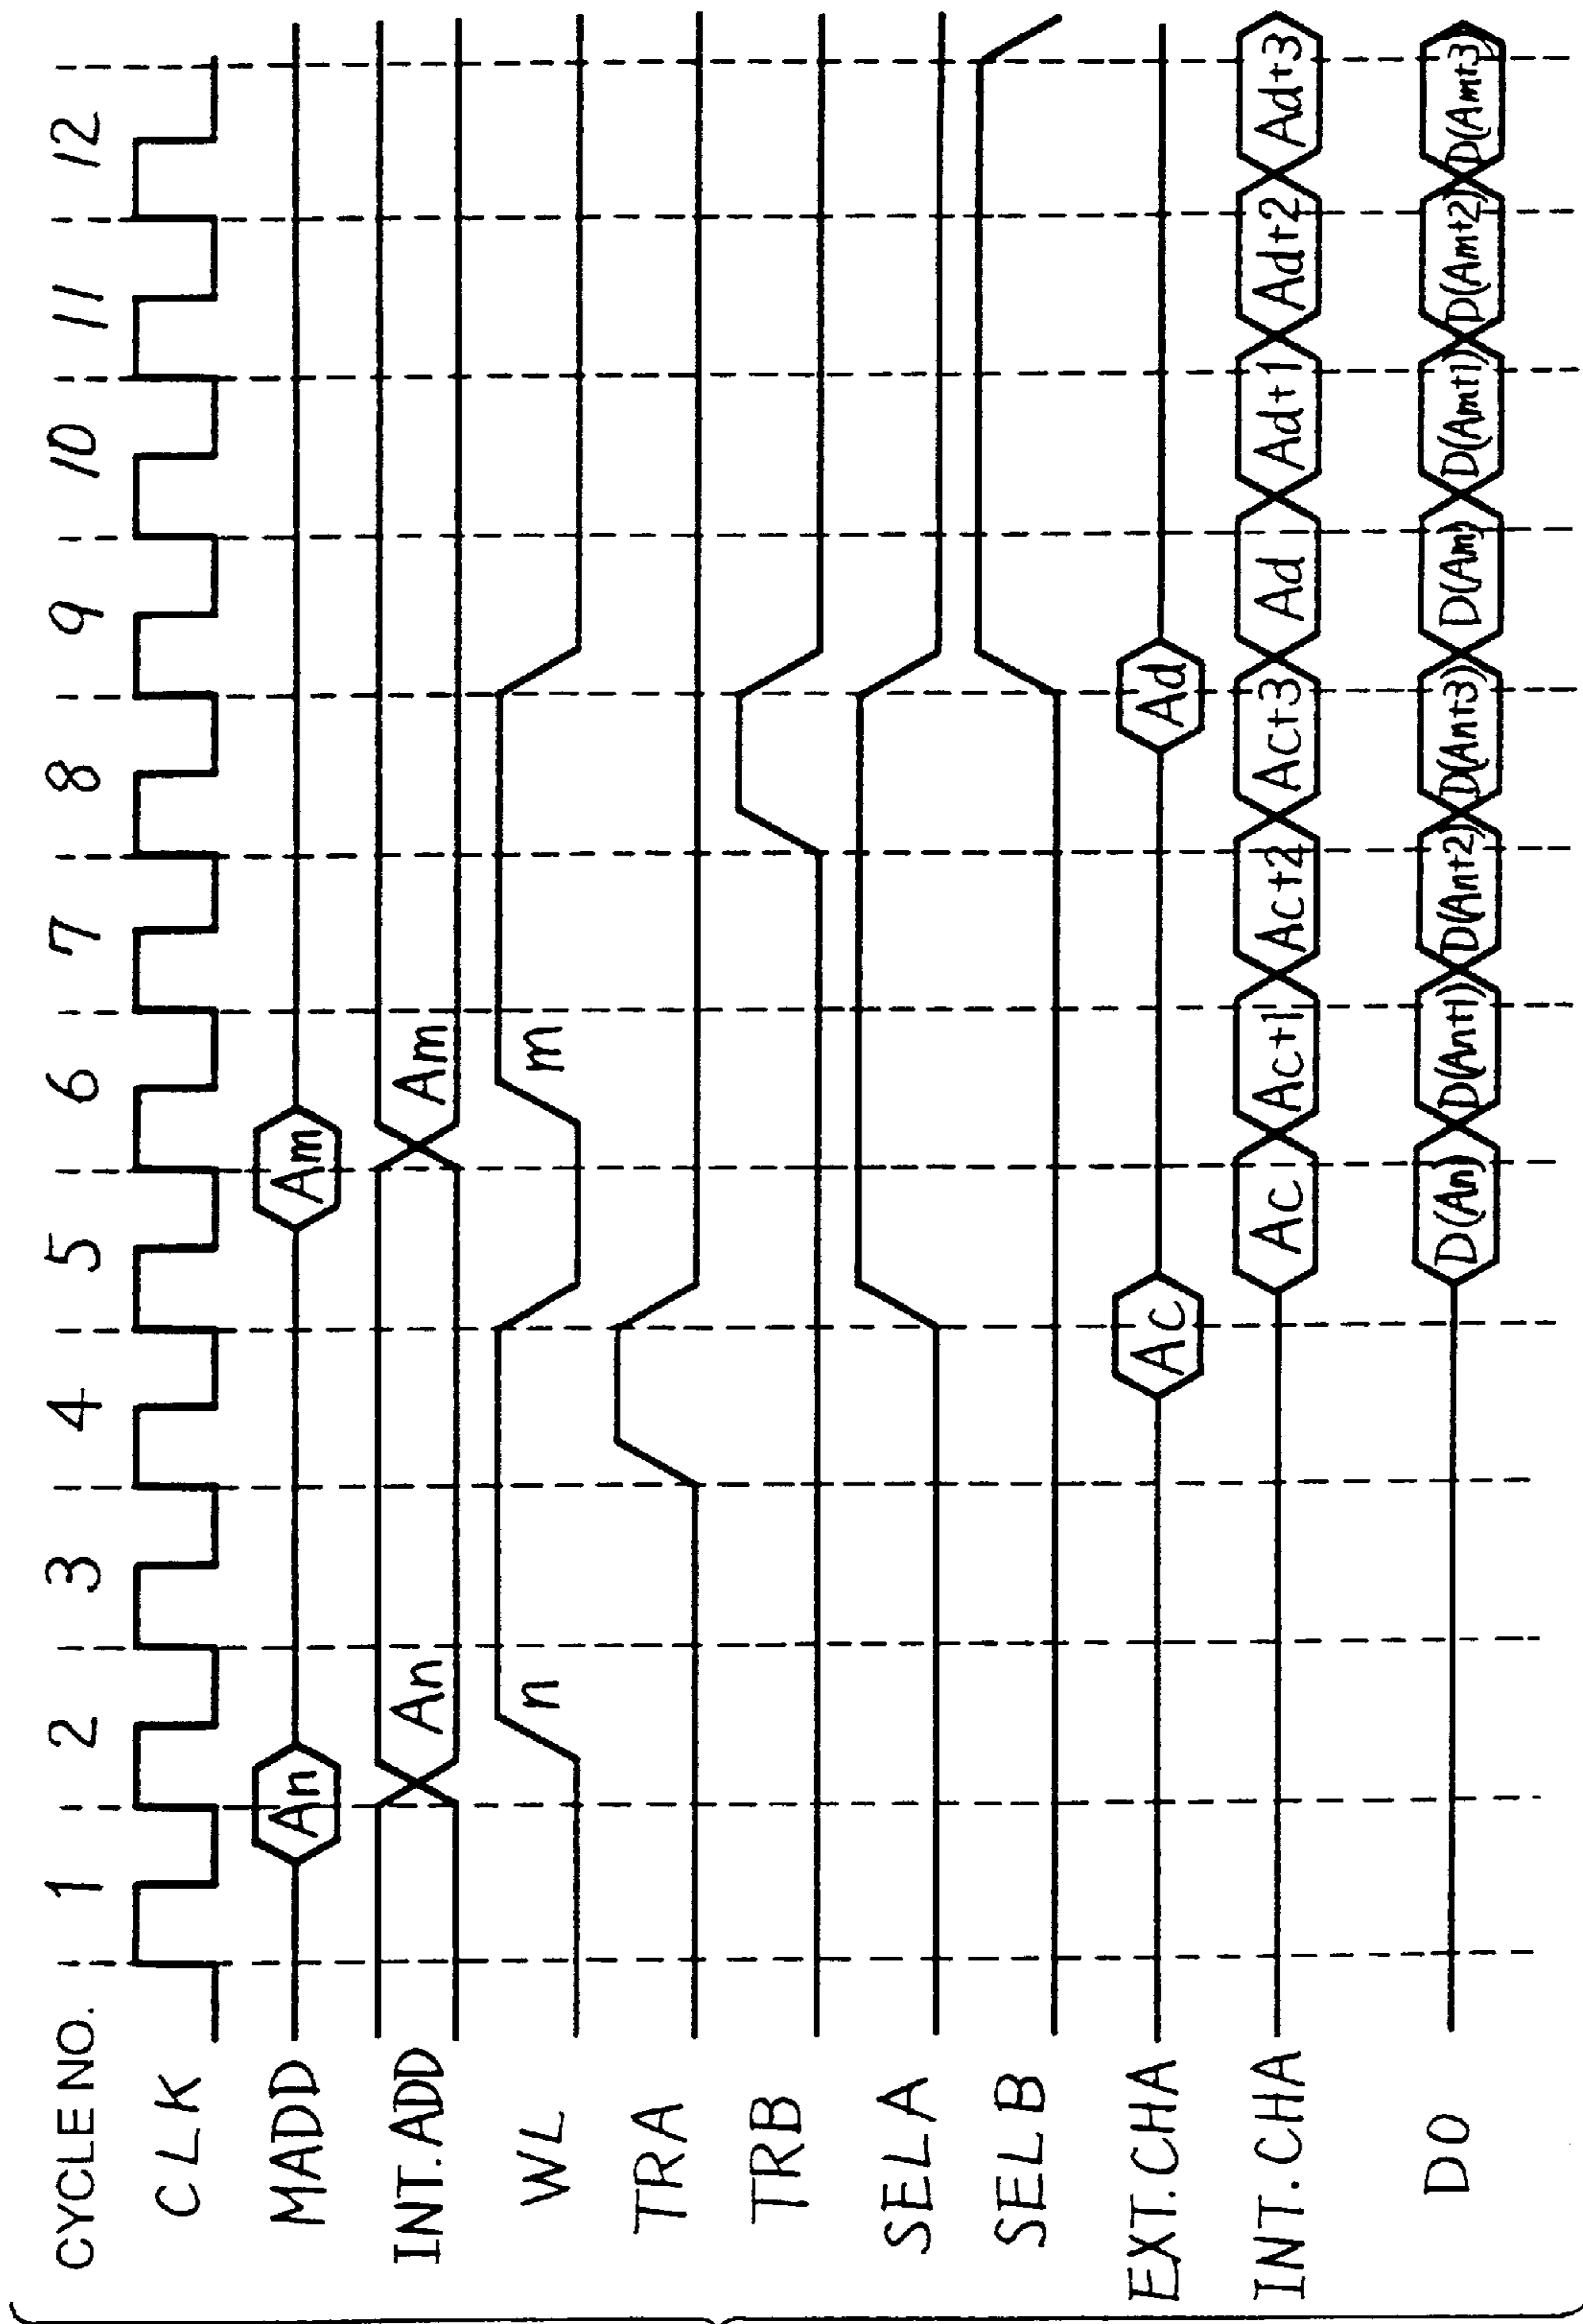 CYCLE NO. 1 2 3 4 5 6 7 8 9 10 11 12
CLK
MADD An Am
INT.ADD An Am
WL n m
TRA
TRB
SELA
SELB
EXT.CHA Ac Ad
INT.CHA Ac Ac+1 Ac+2 Ac+3 Ad Ad+1 Ad+2 Ad+3
DO D(An) D(An+1) D(An+2) D(An+3) D(Am) D(Am+1) D(Am+2) D(Am+3)